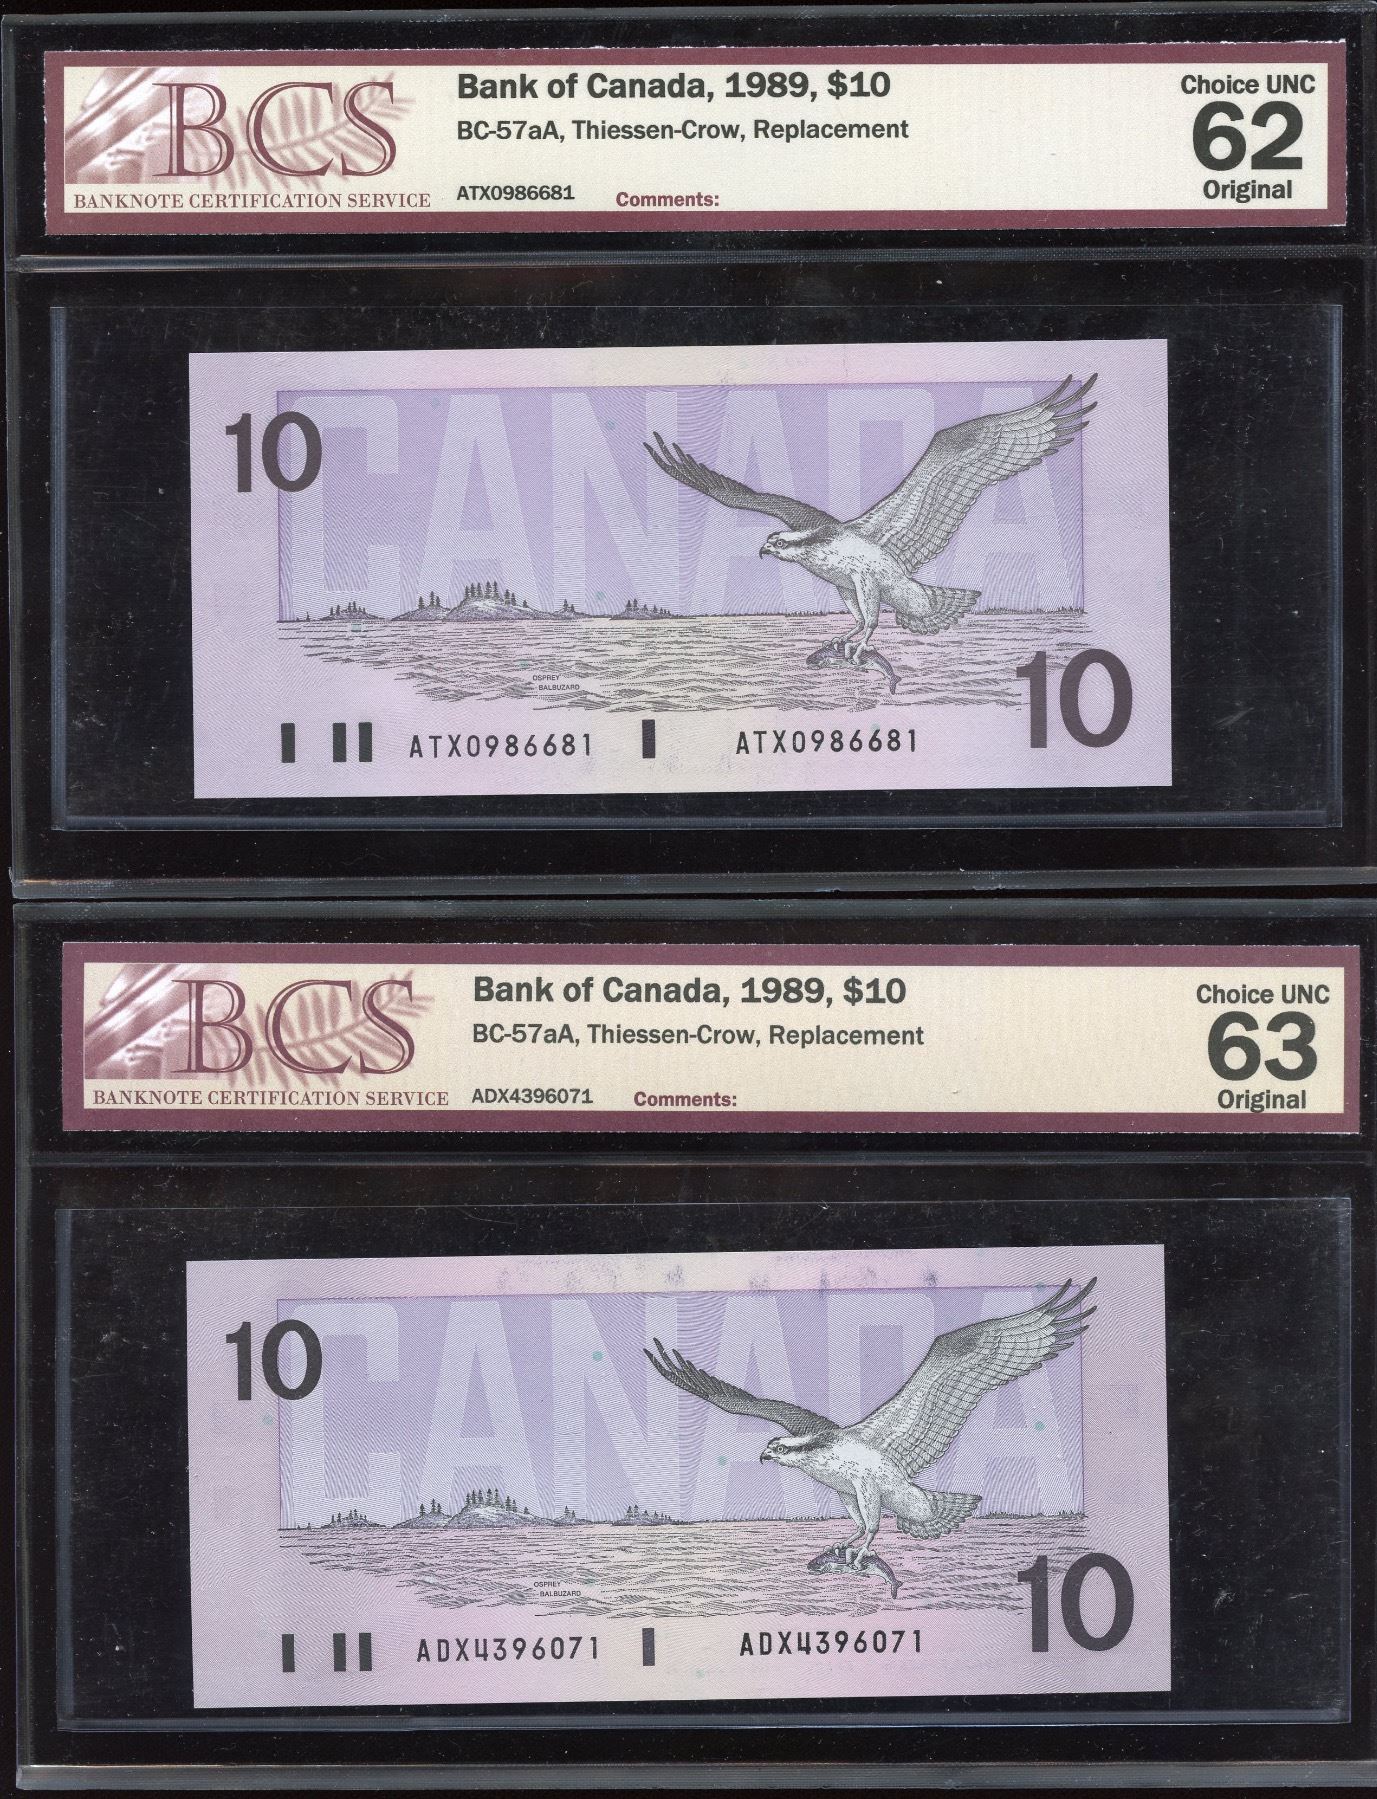 BCS
BANKNOTE CERTIFICATION SERVICE
Bank of Canada, 1989, $10
BC-57aA, Thiessen-Crow, Replacement
ATX0986681 Comments:
Choice UNC
62
Original
CANADA
10
OSPREY
BALBUZARD
ATX0986681 ATX0986681
10
BCS
BANKNOTE CERTIFICATION SERVICE
Bank of Canada, 1989, $10
BC-57aA, Thiessen-Crow, Replacement
ADX4396071 Comments:
Choice UNC
63
Original
CANADA
10
OSPREY
BALBUZARD
ADX4396071 ADX4396071
10